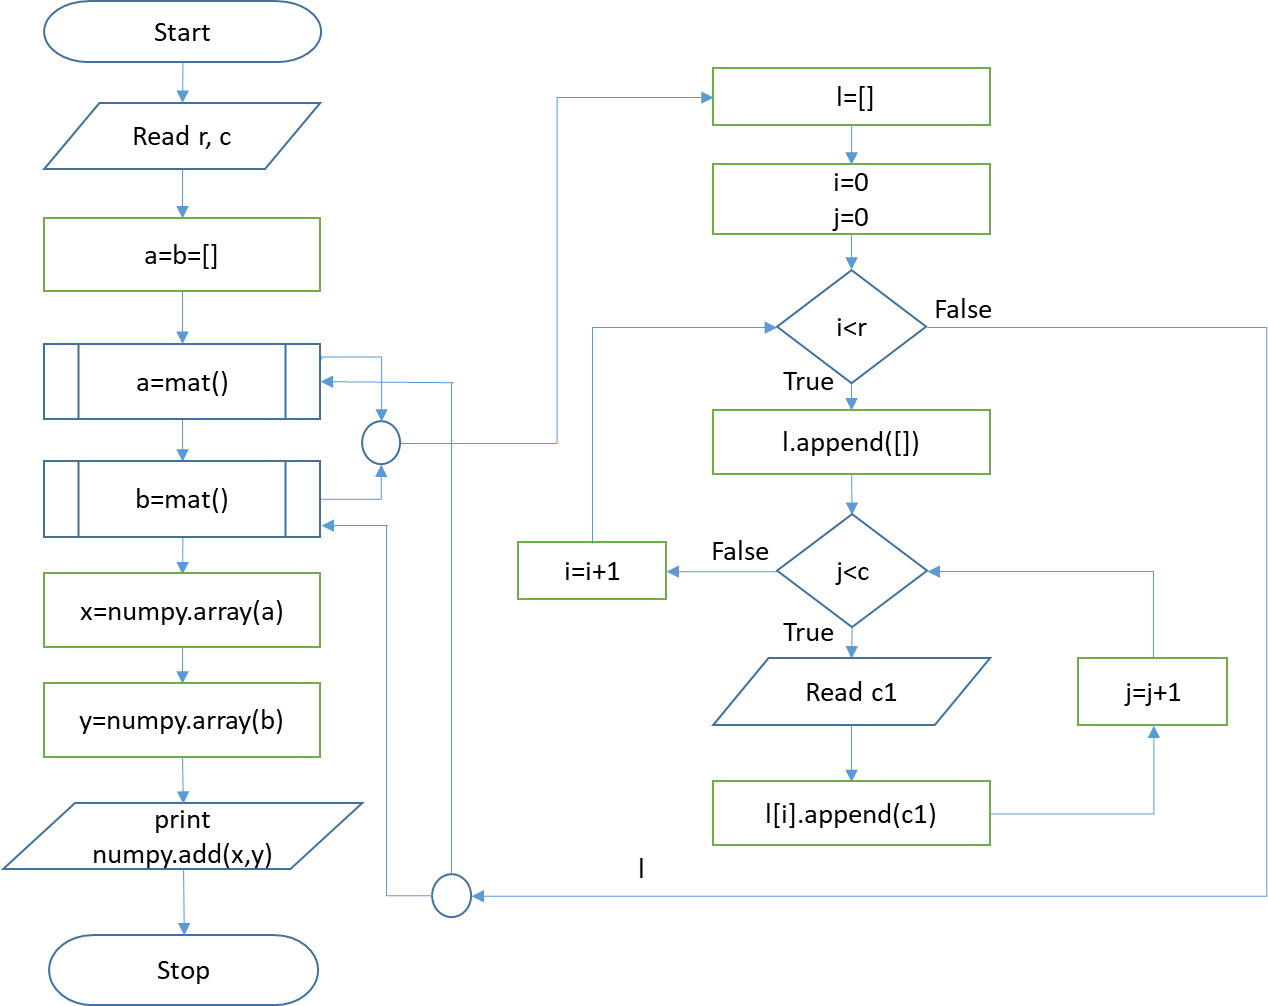 Start
Read r, c
a=b=[]
a=mat()
b=mat()
x=numpy.array(a)
y=numpy.array(b)
print
numpy.add(x,y)
Stop
l=[]
i=0
j=0
i<r
False
True
l.append([])
j<c
False
i=i+1
True
Read c1
j=j+1
l[i].append(c1)
l